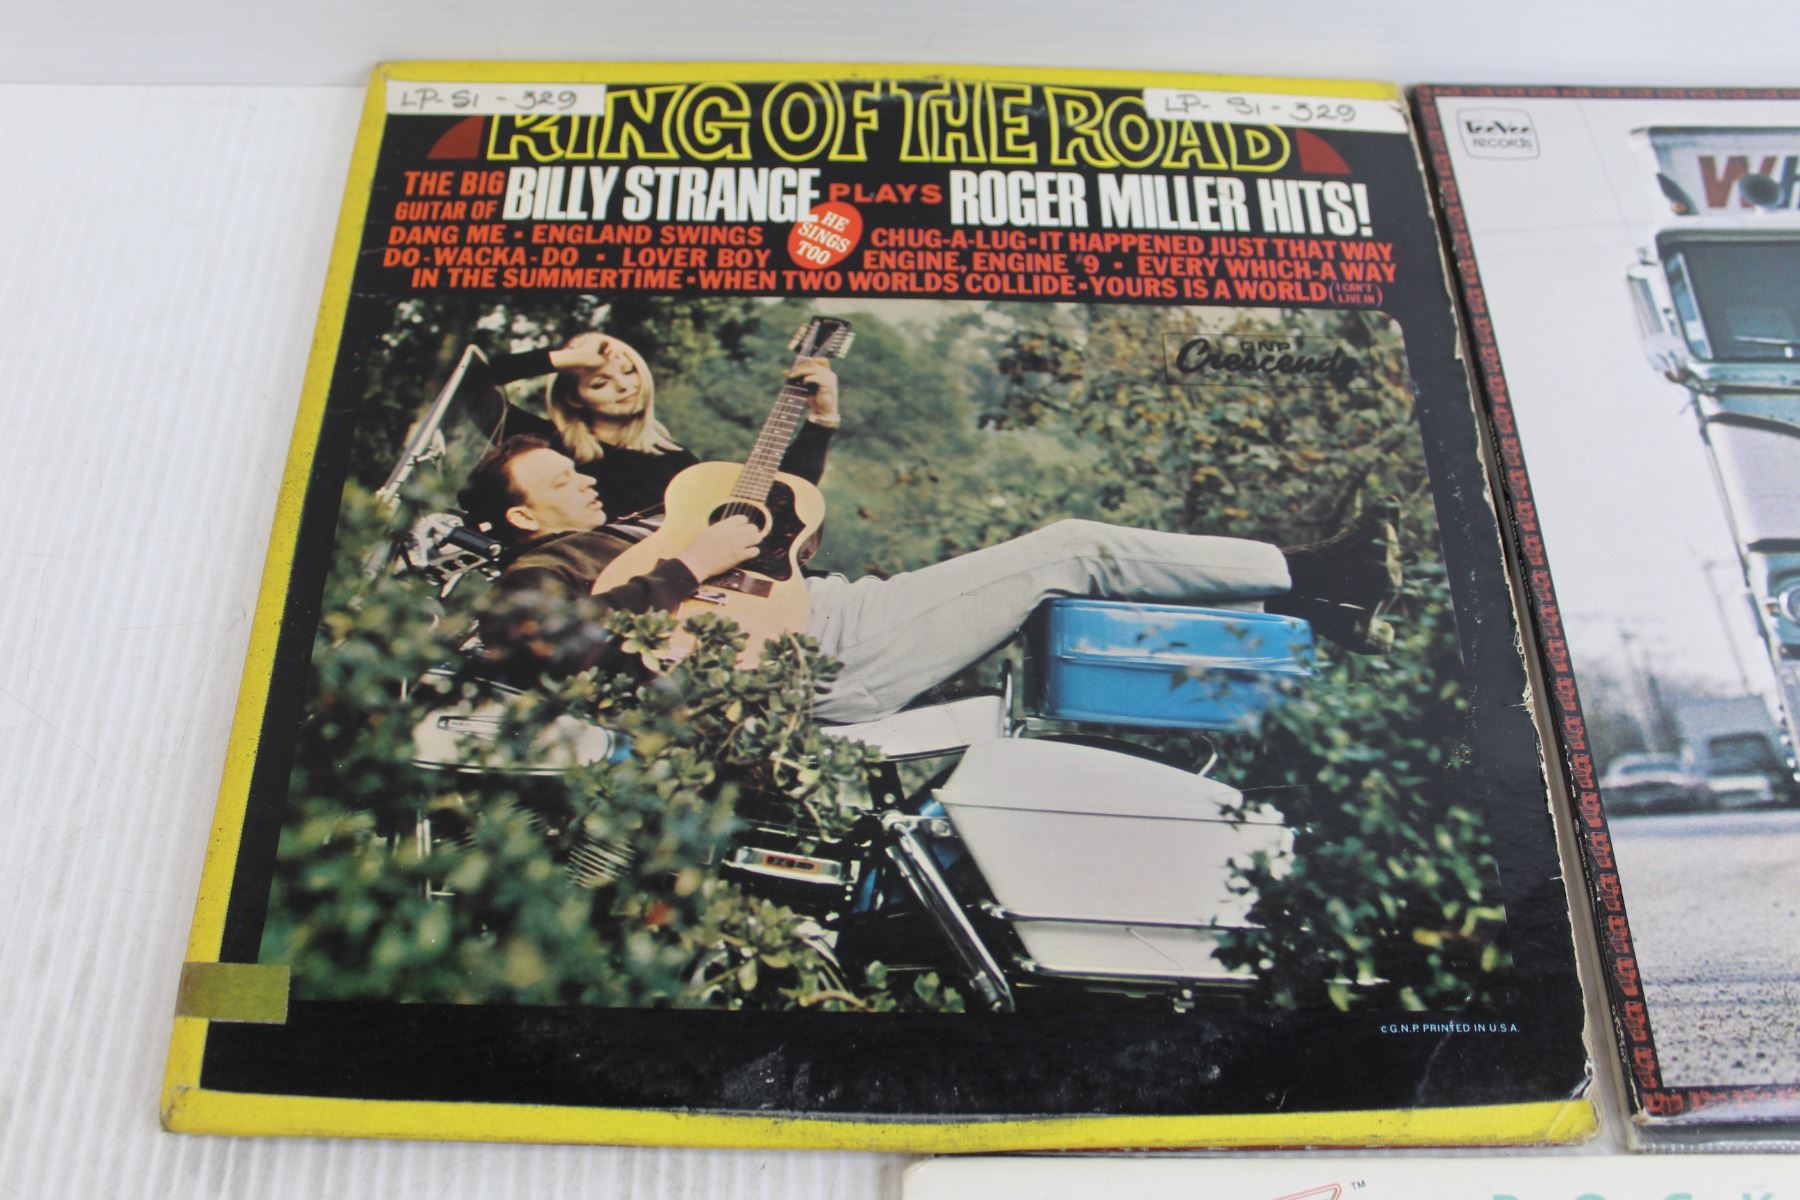 LP-S1-329
LP-S1-329
KING OF THE ROAD
THE BIG GUITAR OF BILLY STRANGE PLAYS ROGER MILLER HITS!
HE SINGS TOO
DANG ME • ENGLAND SWINGS
DO-WACKA-DO • LOVER BOY
CHUG-A-LUG • IT HAPPENED JUST THAT WAY
ENGINE, ENGINE #9 • EVERY WHICH-A WAY
IN THE SUMMERTIME • WHEN TWO WORLDS COLLIDE • YOURS IS A WORLD (I CAN'T LIVE IN)
GNP
Crescendo
© G.N.P. PRINTED IN U.S.A.
TeeVee
records
TM